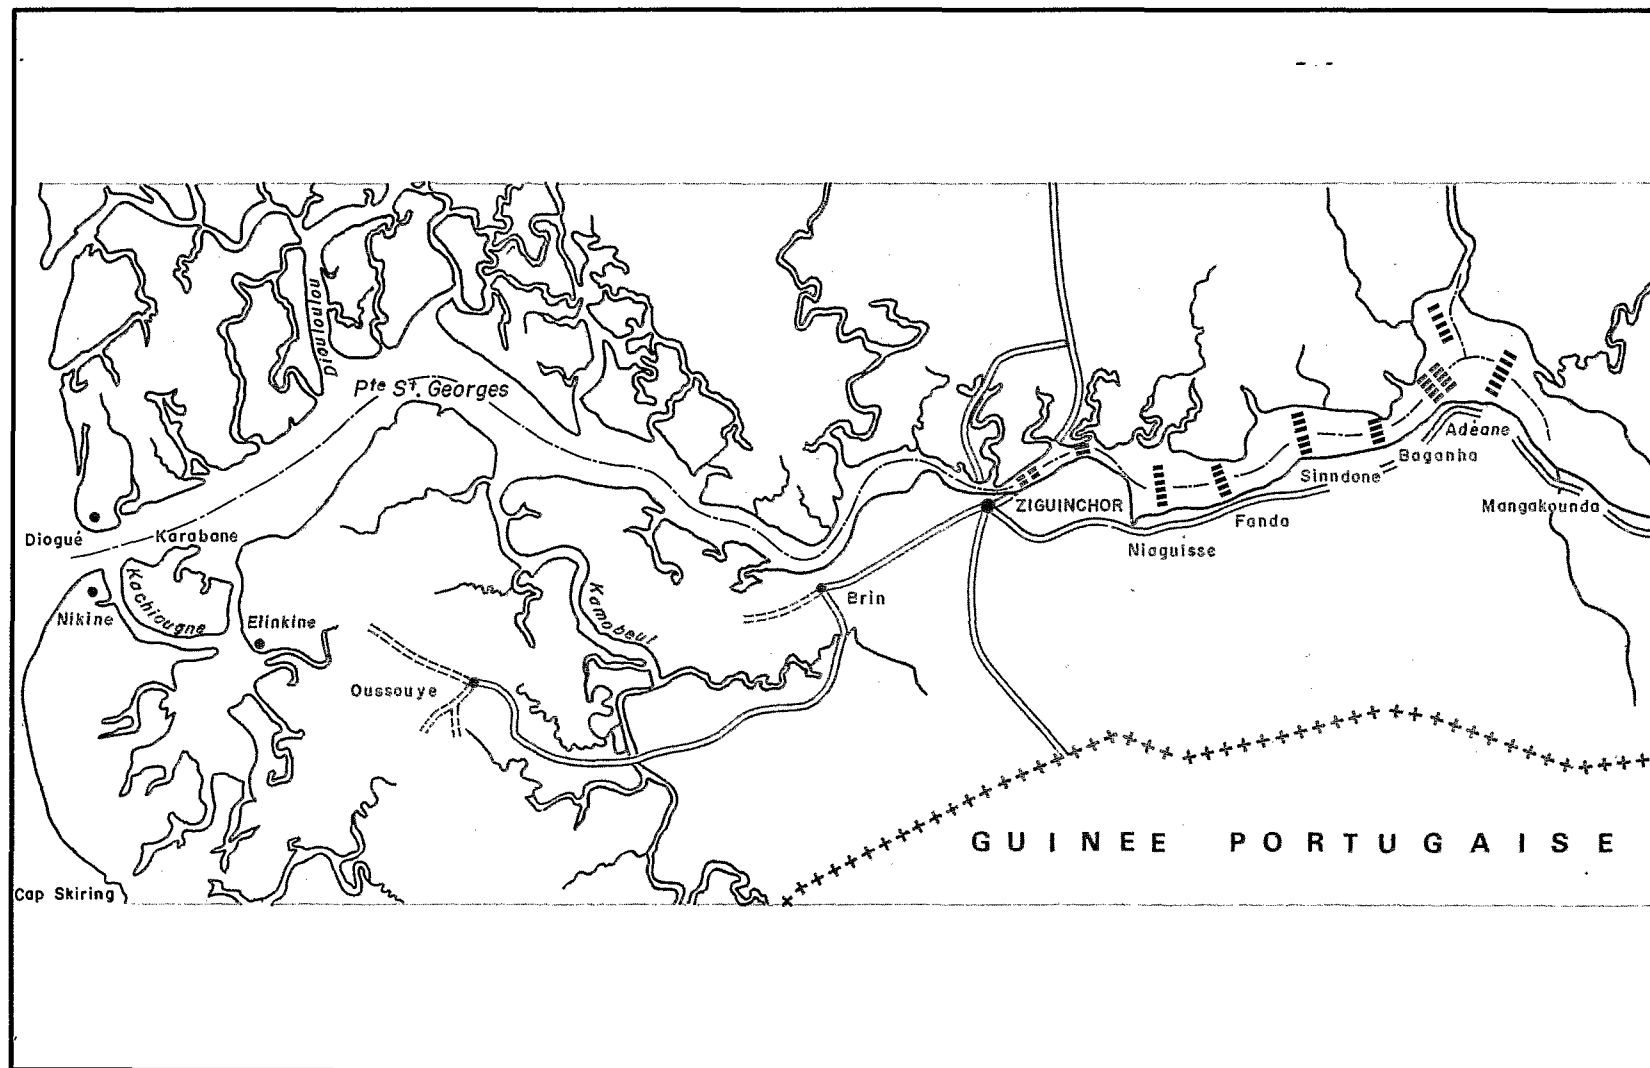 Diouloulou
Pte St. Georges
Adéane
Baganha
Sinndone
ZIGUINCHOR
Mangakounda
Fanda
Niaguisse
Diogué
Karabane
Kachiougne
Nikine
Elinkine
Kamobeul
Brin
Oussouye
GUINEE PORTUGAISE
Cap Skiring